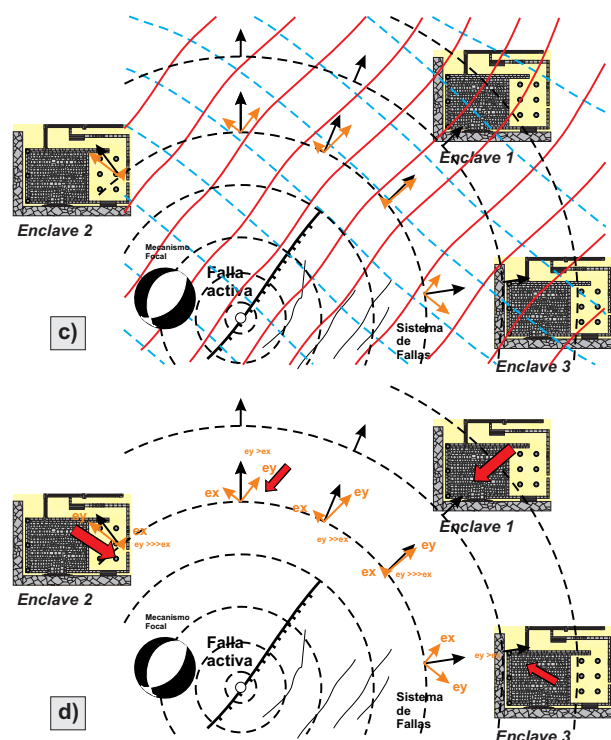 Enclave 1
Enclave 2
Mecanismo
Focal
Falla
activa
c)
Sistema
de
Fallas
Enclave 3
ey >ex
ex
ey
ey
ex
ey >>>ex
ex
ey
ey >>ex
Enclave 1
Enclave 2
ex
ey
ey >>>ex
Mecanismo
Focal
Falla
activa
ex
ey
ey >e
d)
Sistema
de
Fallas
Enclave 3